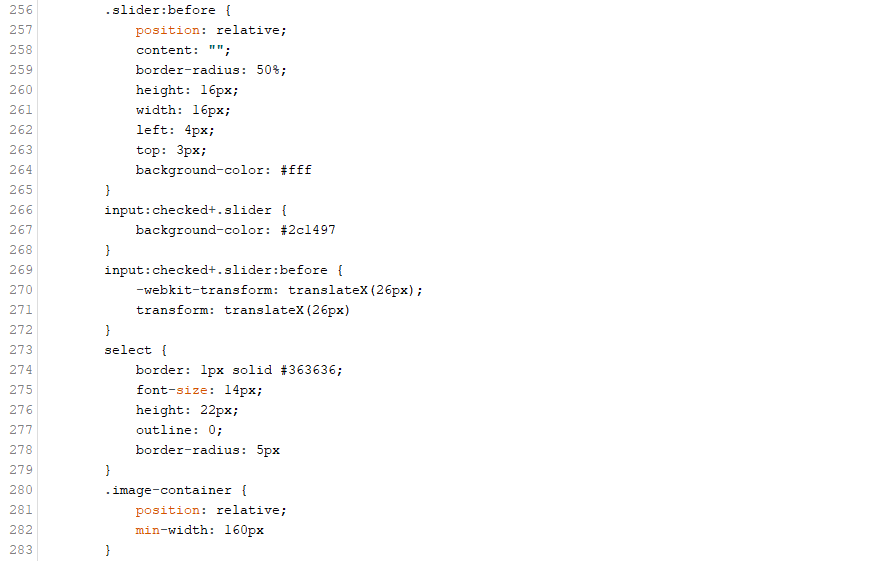 256 .slider:before {
257 position: relative;
258 content: "";
259 border-radius: 50%;
260 height: 16px;
261 width: 16px;
262 left: 4px;
263 top: 3px;
264 background-color: #fff
265 }
266 input:checked+.slider {
267 background-color: #2c1497
268 }
269 input:checked+.slider:before {
270 -webkit-transform: translateX(26px);
271 transform: translateX(26px)
272 }
273 select {
274 border: 1px solid #363636;
275 font-size: 14px;
276 height: 22px;
277 outline: 0;
278 border-radius: 5px
279 }
280 .image-container {
281 position: relative;
282 min-width: 160px
283 }